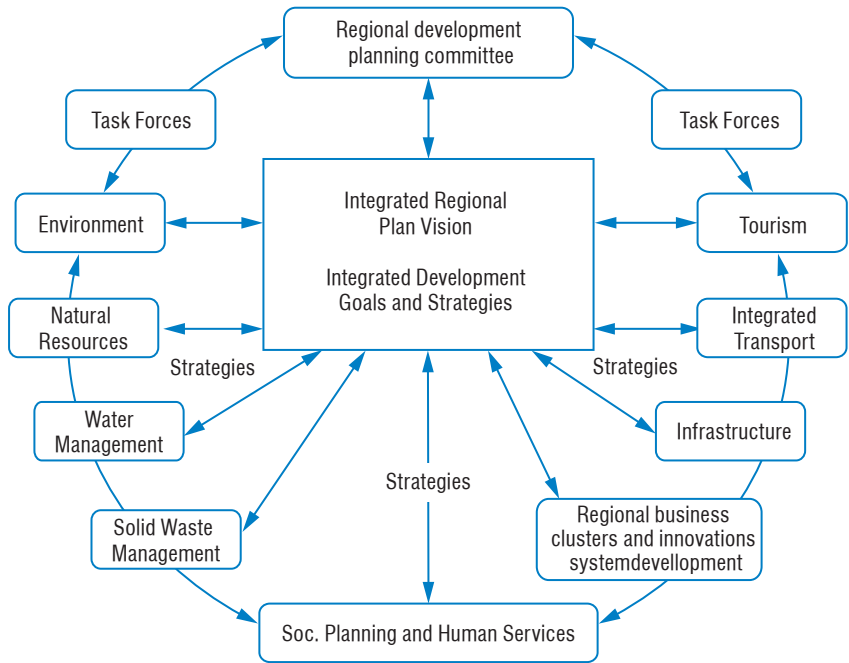 Regional development
planning committee
Task Forces
Task Forces
Integrated Regional
Plan Vision
Integrated Development
Goals and Strategies
Environment
Tourism
Natural
Resources
Integrated
Transport
Strategies
Strategies
Water
Management
Infrastructure
Strategies
Solid Waste
Management
Regional business
clusters and innovations
systemdevellopment
Soc. Planning and Human Services